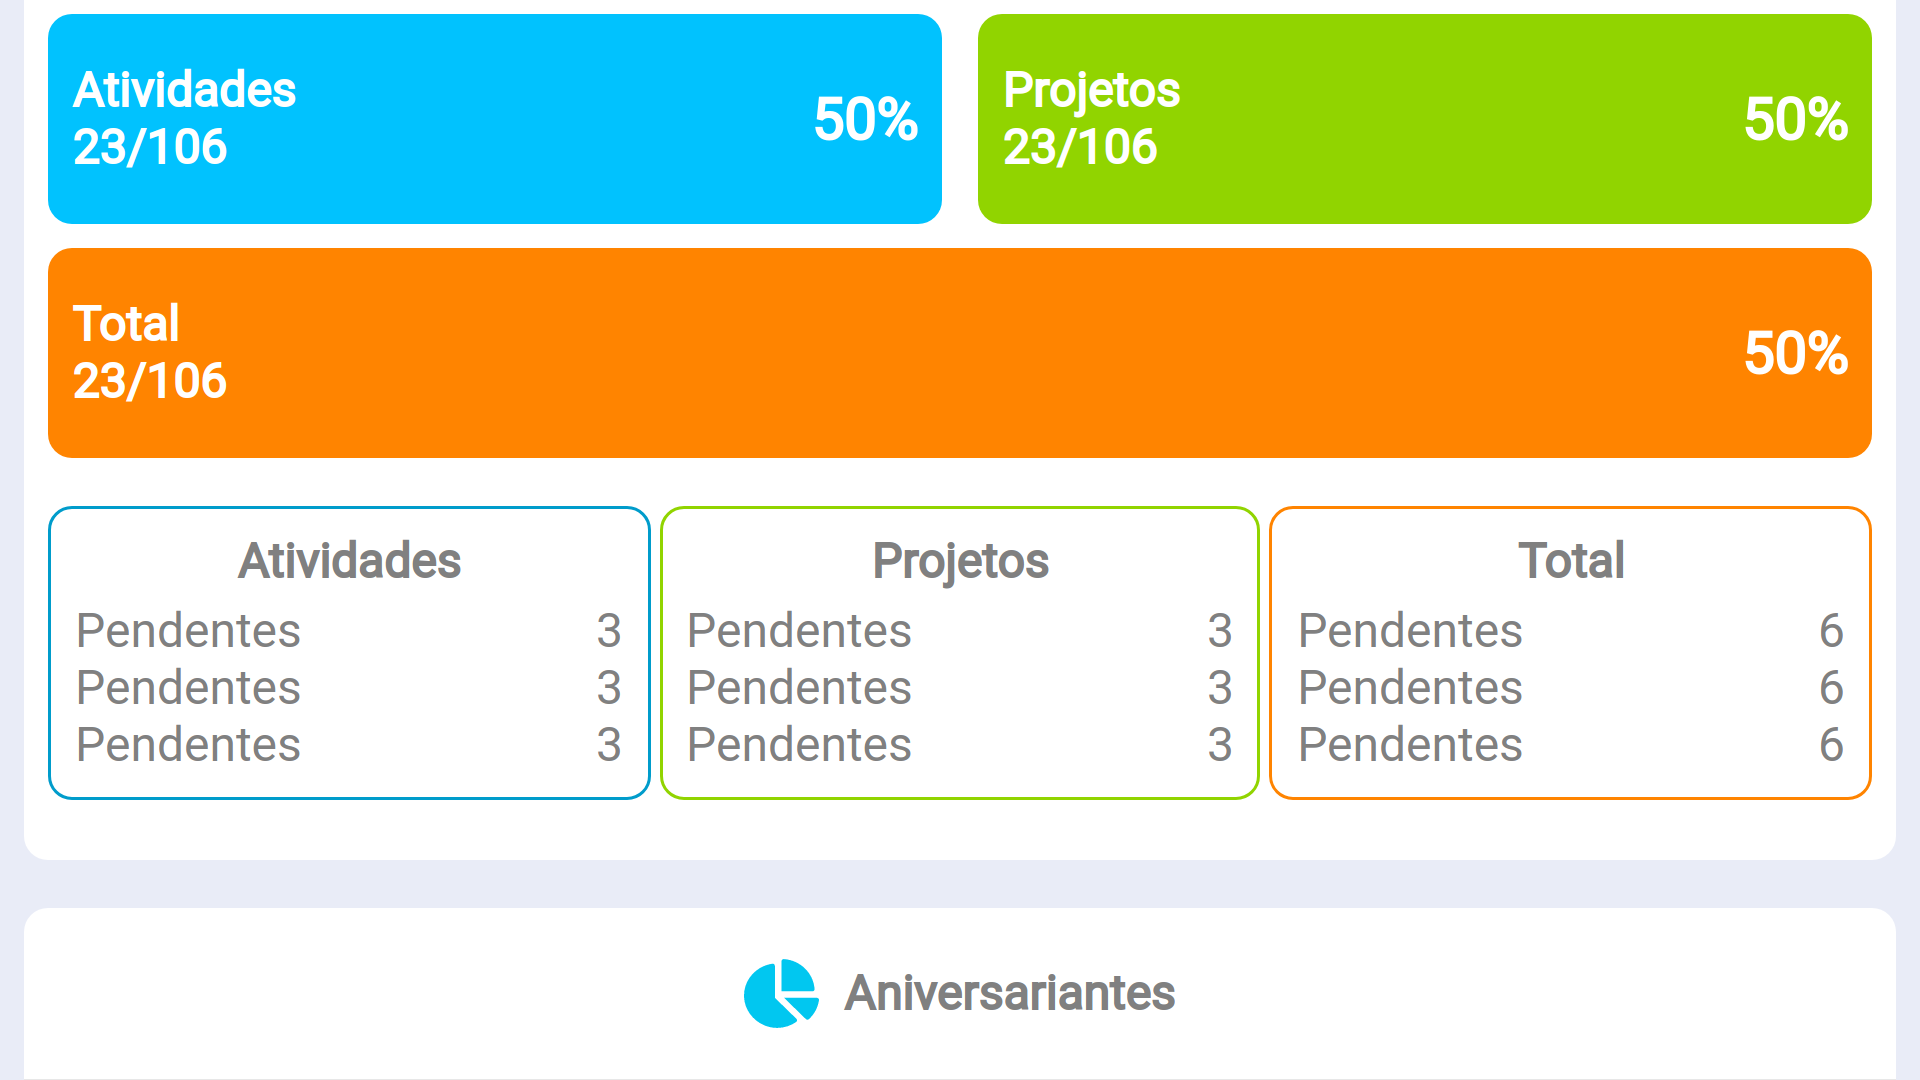 Atividades
23/106
50%
Projetos
23/106
50%
Total
23/106
50%
Atividades
Pendentes 3
Pendentes 3
Pendentes 3
Projetos
Pendentes 3
Pendentes 3
Pendentes 3
Total
Pendentes 6
Pendentes 6
Pendentes 6
Aniversariantes